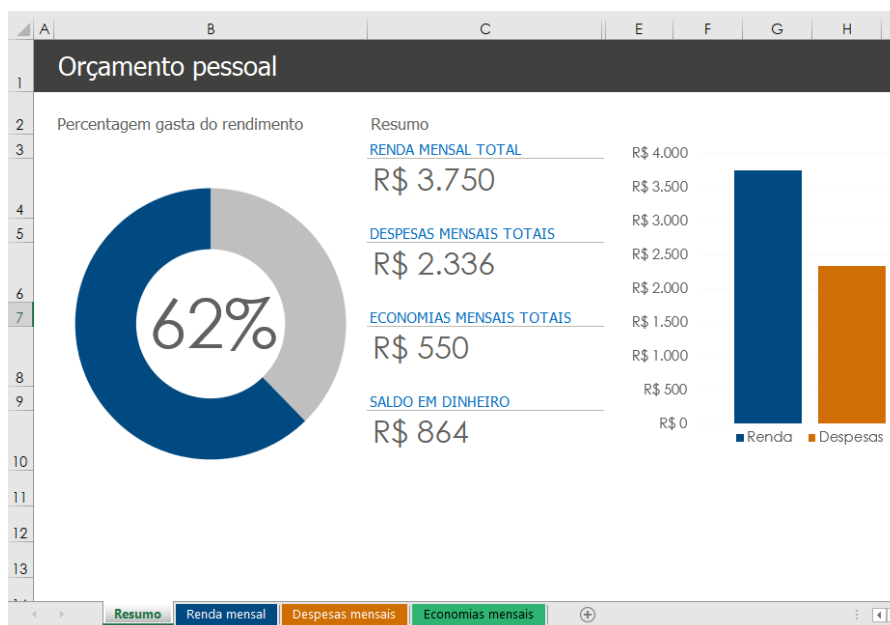 A B C E F G H
1 Orçamento pessoal
2 Percentagem gasta do rendimento Resumo
3 RENDA MENSAL TOTAL
R$ 3.750
4
5 DESPESAS MENSAIS TOTAIS
R$ 2.336
6
7 ECONOMIAS MENSAIS TOTAIS
R$ 550
8
9 SALDO EM DINHEIRO
R$ 864
10
11
12
13
62%
R$ 4.000
R$ 3.500
R$ 3.000
R$ 2.500
R$ 2.000
R$ 1.500
R$ 1.000
R$ 500
R$ 0
Renda Despesas
Resumo Renda mensal Despesas mensais Economias mensais